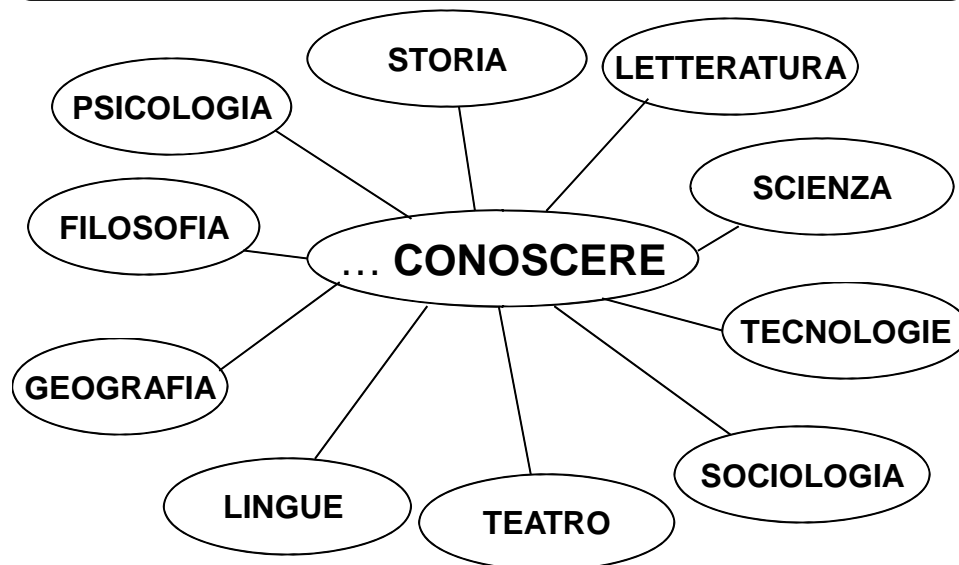 STORIA
LETTERATURA
PSICOLOGIA
SCIENZA
FILOSOFIA
… CONOSCERE
TECNOLOGIE
GEOGRAFIA
SOCIOLOGIA
LINGUE
TEATRO